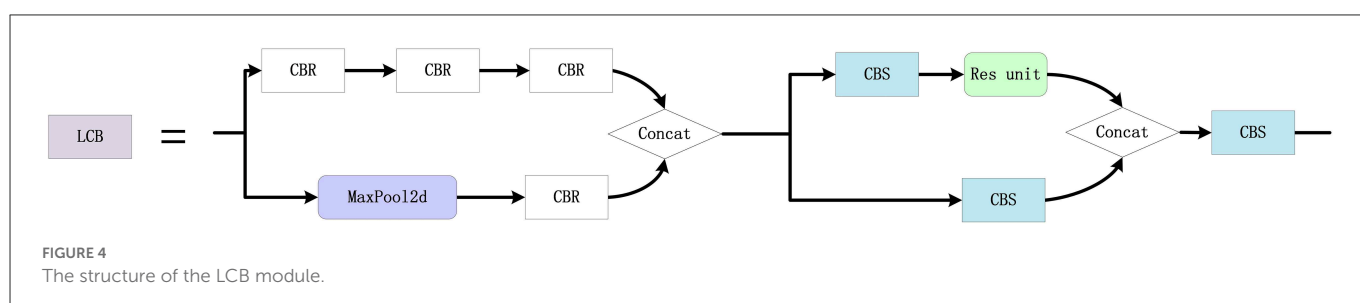 CBR CBR CBR CBS Res unit
LCB = Concat Concat CBS
MaxPool2d CBR CBS
FIGURE 4
The structure of the LCB module.